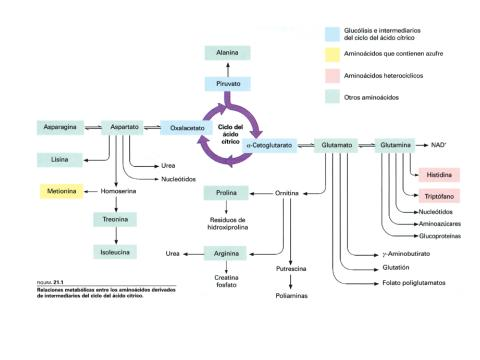 Glucólisis e intermediarios
del ciclo del ácido cítrico
Aminoácidos que contienen azufre
Aminoácidos heterocíclicos
Otros aminoácidos
Alanina
Piruvato
Asparagina
Aspartato
Oxalacetato
Ciclo del
ácido
cítrico
α-Cetoglutarato
Glutamato
Glutamina
NAD⁺
Lisina
Urea
Nucleótidos
Metionina
Homoserina
Treonina
Isoleucina
Prolina
Ornitina
Residuos de
hidroxiprolina
Urea
Arginina
Creatina
fosfato
Putrescina
Poliaminas
Histidina
Triptófano
Nucleótidos
Aminoazúcares
Glucoproteínas
γ-Aminobutirato
Glutatión
Folato poliglutamatos
FIGURA 21.1
Relaciones metabólicas entre los aminoácidos derivados
de intermediarios del ciclo del ácido cítrico.